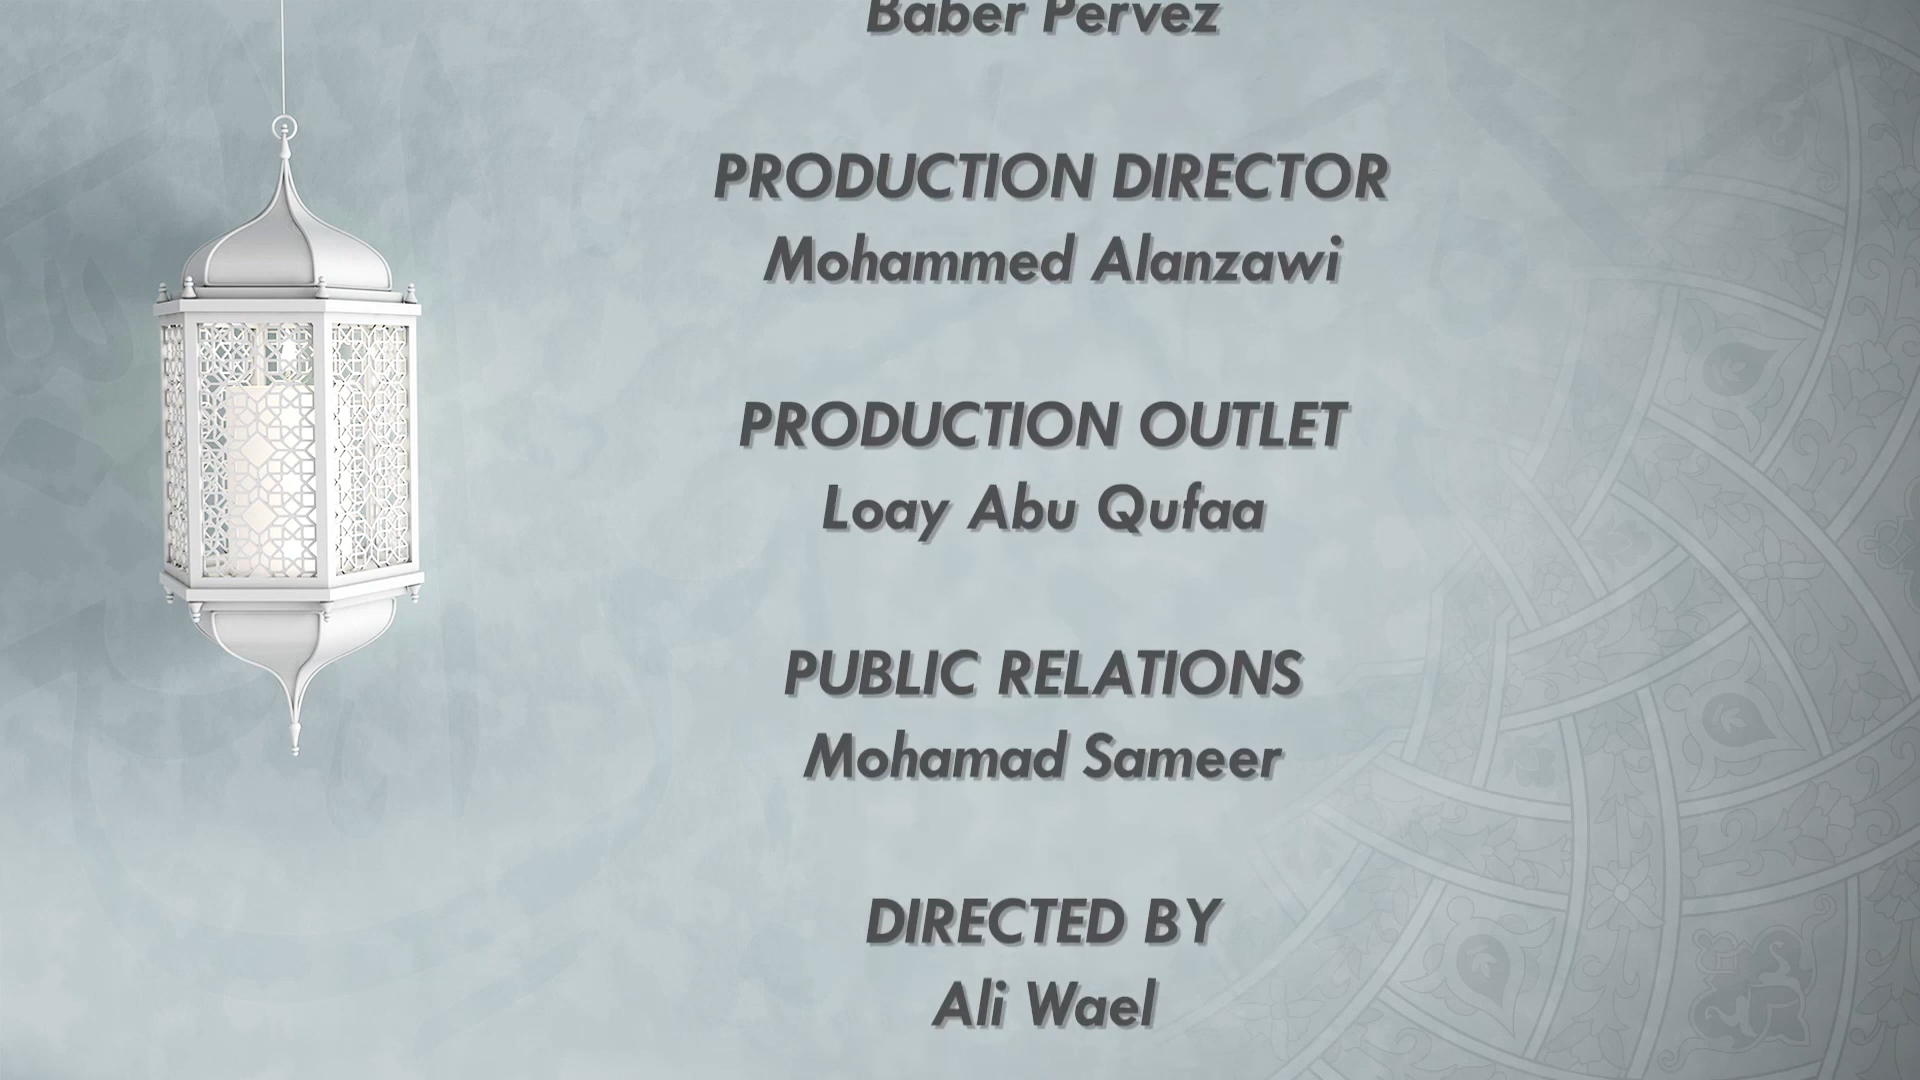 Baber Pervez
PRODUCTION DIRECTOR
Mohammed Alanzawi
PRODUCTION OUTLET
Loay Abu Qufaa
PUBLIC RELATIONS
Mohamad Sameer
DIRECTED BY
Ali Wael